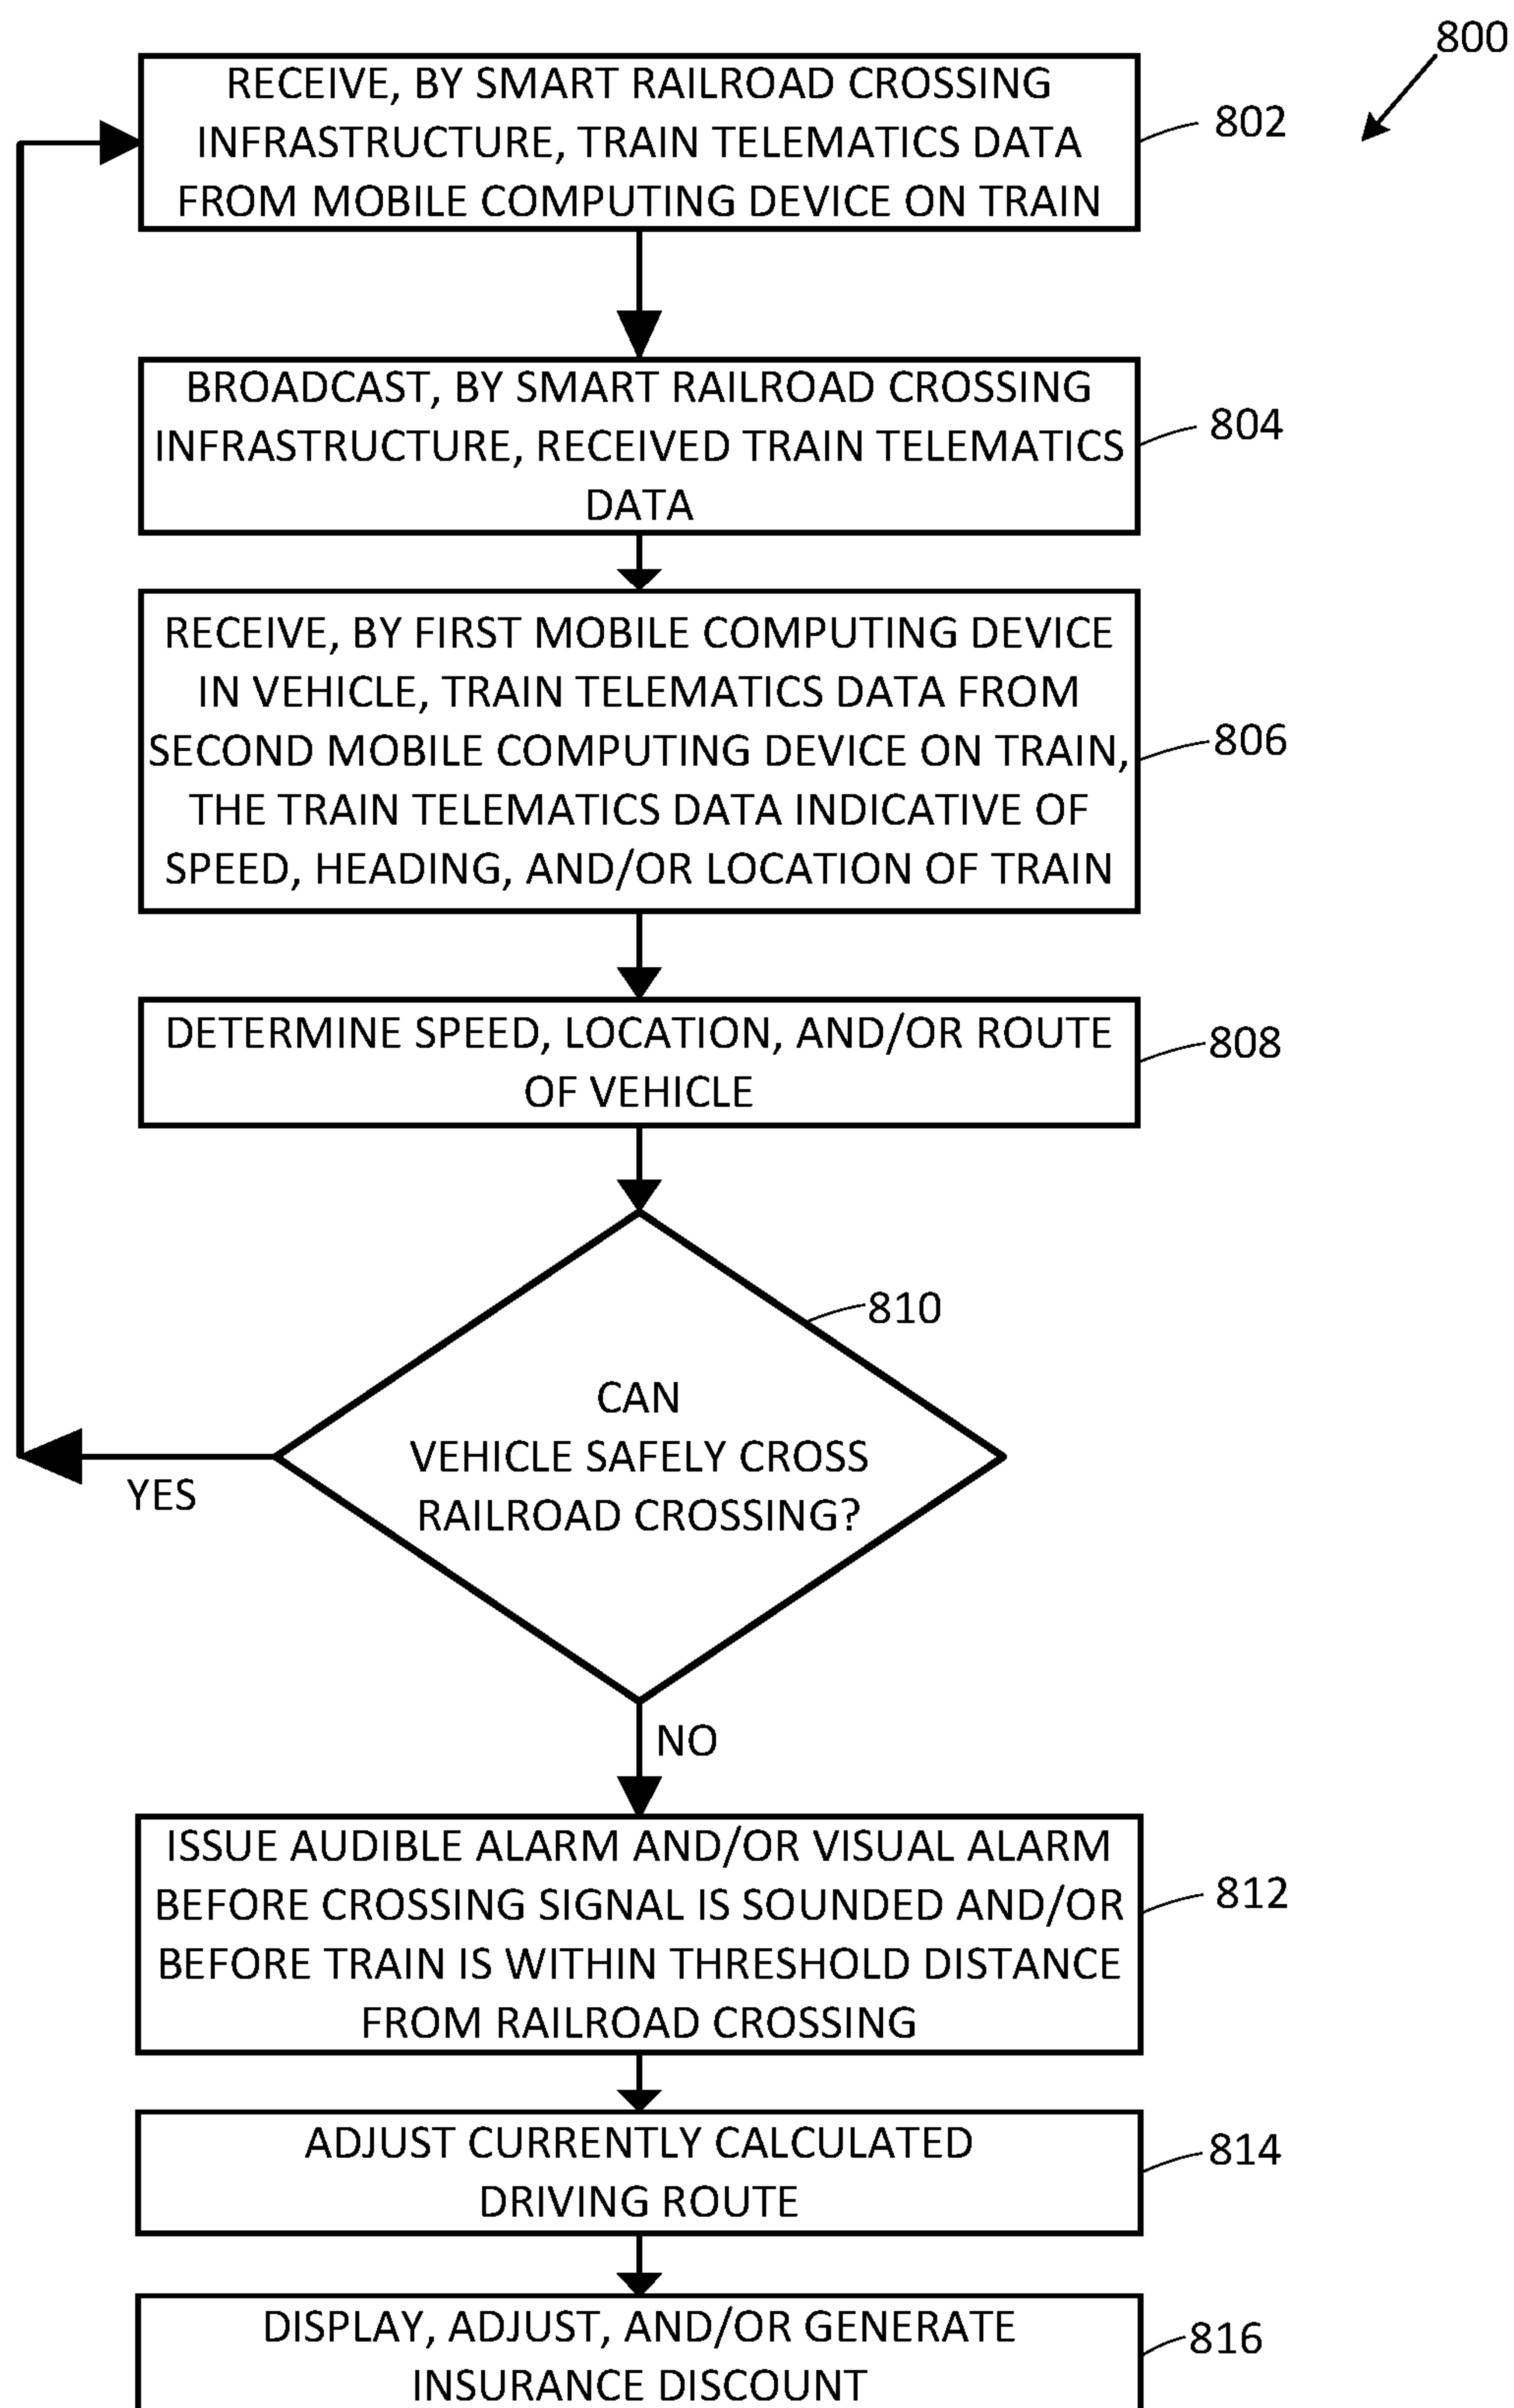 800
RECEIVE, BY SMART RAILROAD CROSSING
INFRASTRUCTURE, TRAIN TELEMATICS DATA
FROM MOBILE COMPUTING DEVICE ON TRAIN
802
BROADCAST, BY SMART RAILROAD CROSSING
INFRASTRUCTURE, RECEIVED TRAIN TELEMATICS
DATA
804
RECEIVE, BY FIRST MOBILE COMPUTING DEVICE
IN VEHICLE, TRAIN TELEMATICS DATA FROM
SECOND MOBILE COMPUTING DEVICE ON TRAIN,
THE TRAIN TELEMATICS DATA INDICATIVE OF
SPEED, HEADING, AND/OR LOCATION OF TRAIN
806
DETERMINE SPEED, LOCATION, AND/OR ROUTE
OF VEHICLE
808
810
CAN
VEHICLE SAFELY CROSS
RAILROAD CROSSING?
YES
NO
ISSUE AUDIBLE ALARM AND/OR VISUAL ALARM
BEFORE CROSSING SIGNAL IS SOUNDED AND/OR
BEFORE TRAIN IS WITHIN THRESHOLD DISTANCE
FROM RAILROAD CROSSING
812
ADJUST CURRENTLY CALCULATED
DRIVING ROUTE
814
DISPLAY, ADJUST, AND/OR GENERATE
INSURANCE DISCOUNT
816